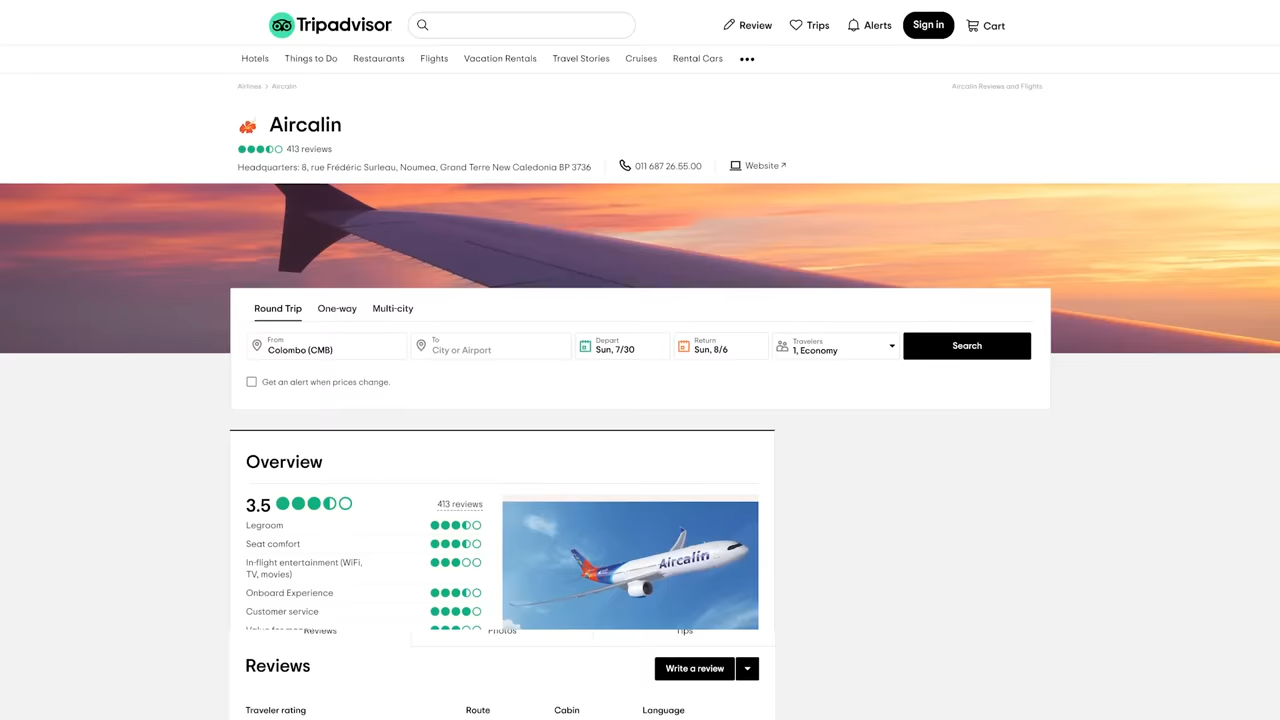 Tripadvisor
Review
Trips
Alerts
Sign in
Cart
Hotels
Things to Do
Restaurants
Flights
Vacation Rentals
Travel Stories
Cruises
Rental Cars
Airlines
Aircalin
Aircalin Reviews and Flights
Aircalin
413 reviews
Headquarters: 8, rue Frédéric Surleau, Noumea, Grand Terre New Caledonia BP 3736
011 687 26.55.00
Website
Round Trip
One-way
Multi-city
From
Colombo (CMB)
To
City or Airport
Depart
Sun, 7/30
Return
Sun, 8/6
Travelers
1, Economy
Search
Get an alert when prices change.
Overview
3.5
413 reviews
Legroom
Seat comfort
In-flight entertainment (WiFi,
TV, movies)
Onboard Experience
Customer service
Aircalin
Reviews
Photos
Tips
Reviews
Write a review
Traveler rating
Route
Cabin
Language